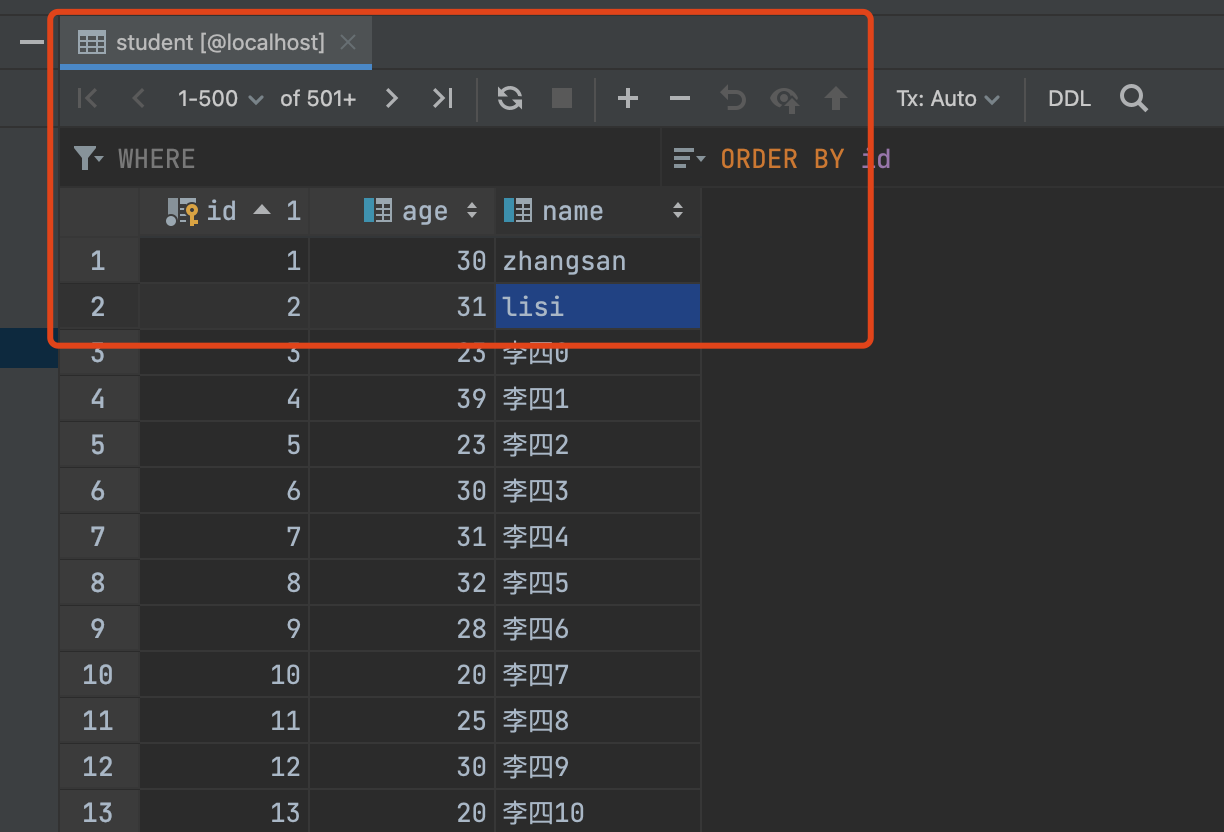 student [@localhost]
1-500 of 501+ Tx: Auto DDL
WHERE ORDER BY id
id 1 age name
1 1 30 zhangsan
2 2 31 lisi
3 3 23 李四0
4 4 39 李四1
5 5 23 李四2
6 6 30 李四3
7 7 31 李四4
8 8 32 李四5
9 9 28 李四6
10 10 20 李四7
11 11 25 李四8
12 12 30 李四9
13 13 20 李四10